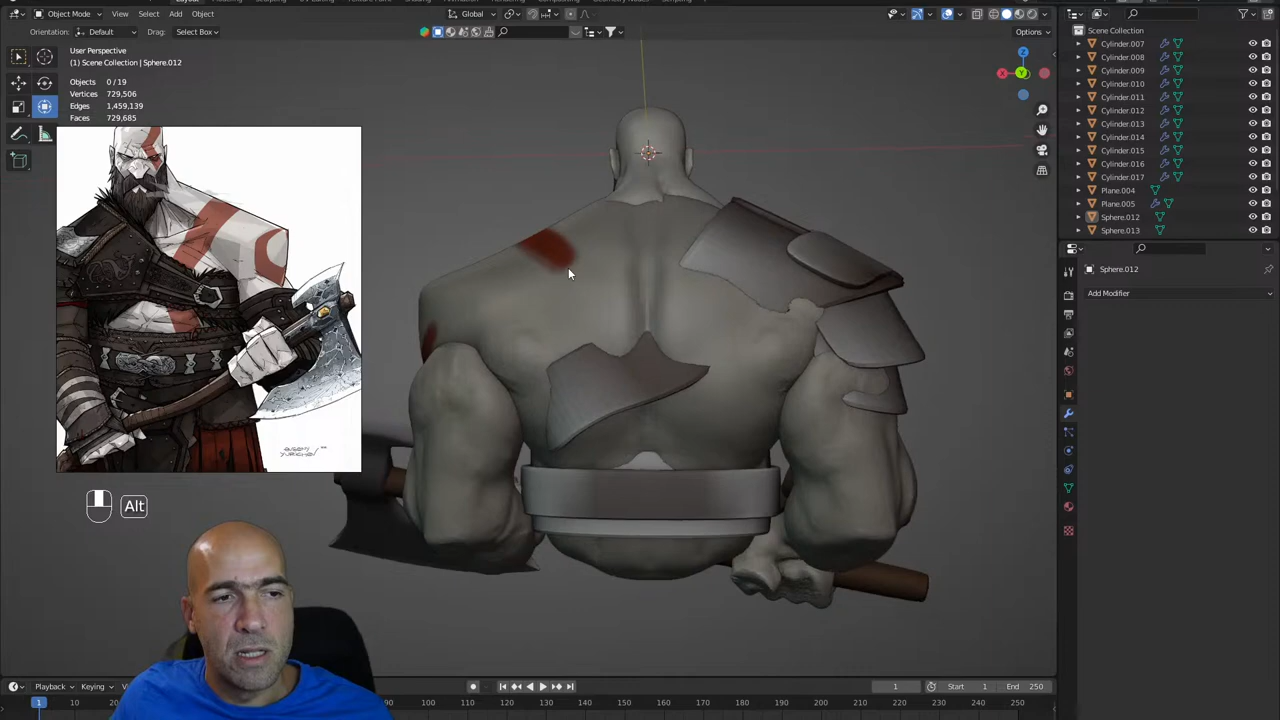 Object Mode View Select Add Object Global Options
Orientation: Default Drag: Select Box
User Perspective
(1) Scene Collection | Sphere.012
Objects 0 / 19
Vertices 729,506
Edges 1,459,139
Faces 729,685
Alt
Scene Collection
Cylinder.007
Cylinder.008
Cylinder.009
Cylinder.010
Cylinder.011
Cylinder.012
Cylinder.013
Cylinder.014
Cylinder.015
Cylinder.016
Cylinder.017
Plane.004
Plane.005
Sphere.012
Sphere.013
Sphere.012
Add Modifier
Playback Keying 1 Start 1 End 250
1 10 80 90 100 110 120 130 140 150 160 170 180 190 200 210 220 230 240 250